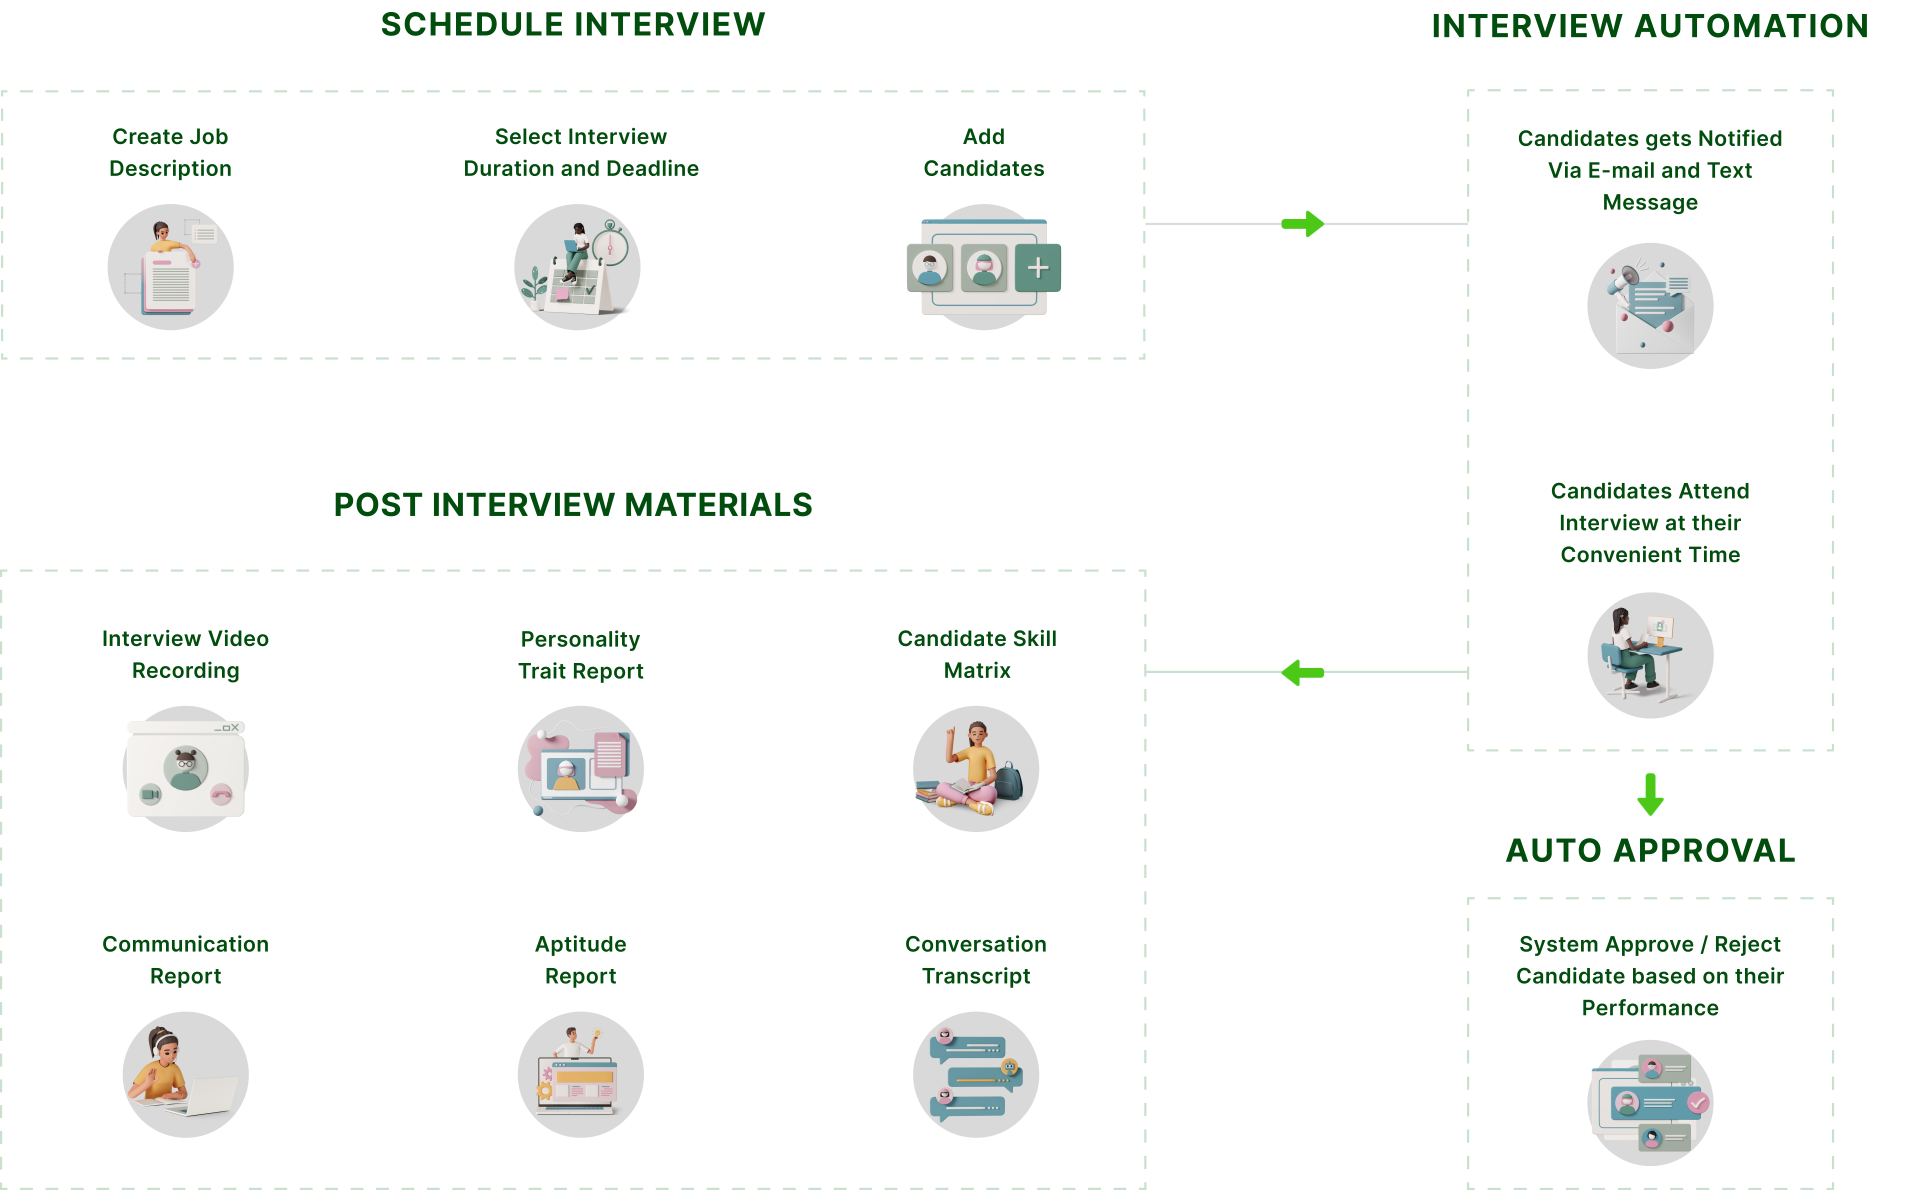 SCHEDULE INTERVIEW
Create Job
Description
Select Interview
Duration and Deadline
Add
Candidates
INTERVIEW AUTOMATION
Candidates gets Notified
Via E-mail and Text
Message
Candidates Attend
Interview at their
Convenient Time
POST INTERVIEW MATERIALS
Interview Video
Recording
Personality
Trait Report
Candidate Skill
Matrix
Communication
Report
Aptitude
Report
Conversation
Transcript
AUTO APPROVAL
System Approve / Reject
Candidate based on their
Performance